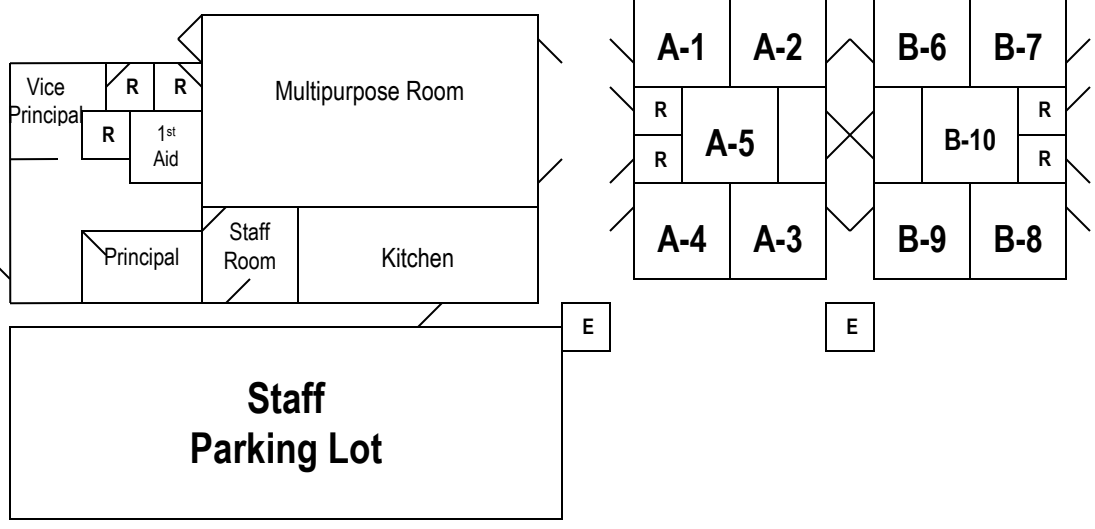 Vice
Principal
R
R
R
1st
Aid
Multipurpose Room
Principal
Staff
Room
Kitchen
Staff
Parking Lot
E
A-1
A-2
R
R
A-5
A-4
A-3
E
B-6
B-7
B-10
R
R
B-9
B-8